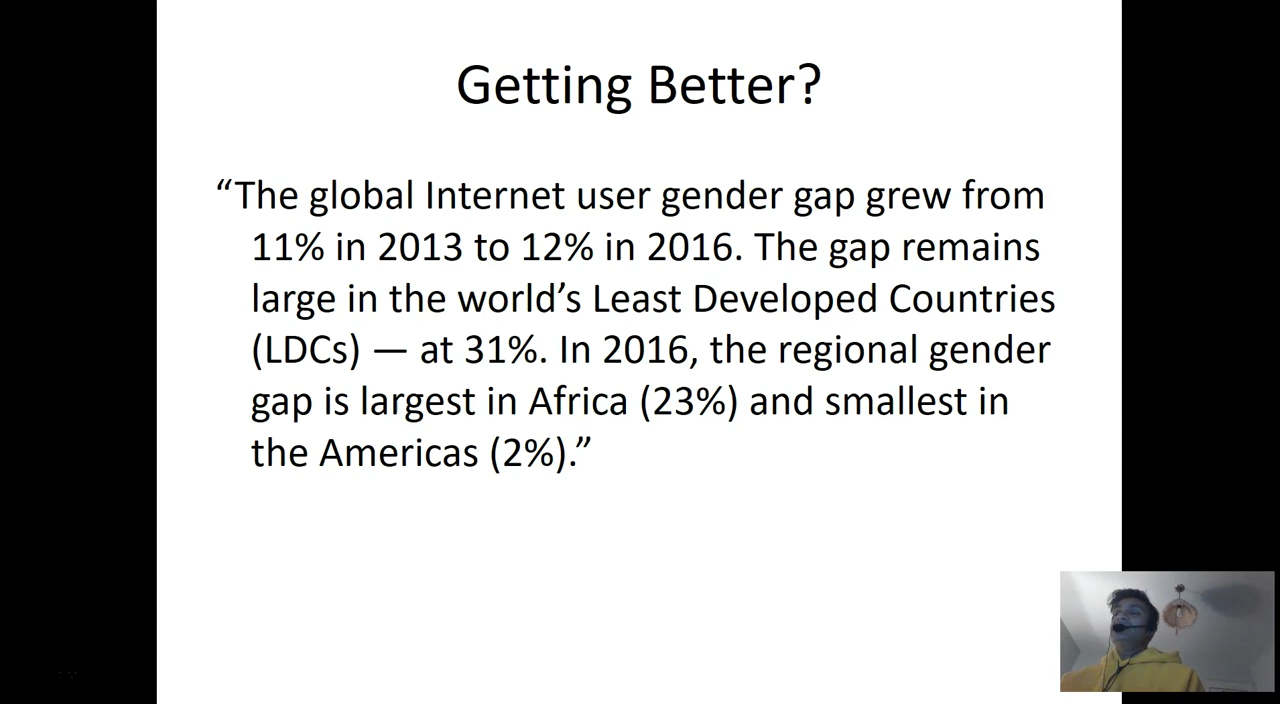 Getting Better?
“The global Internet user gender gap grew from
11% in 2013 to 12% in 2016. The gap remains
large in the world’s Least Developed Countries
(LDCs) — at 31%. In 2016, the regional gender
gap is largest in Africa (23%) and smallest in
the Americas (2%).”